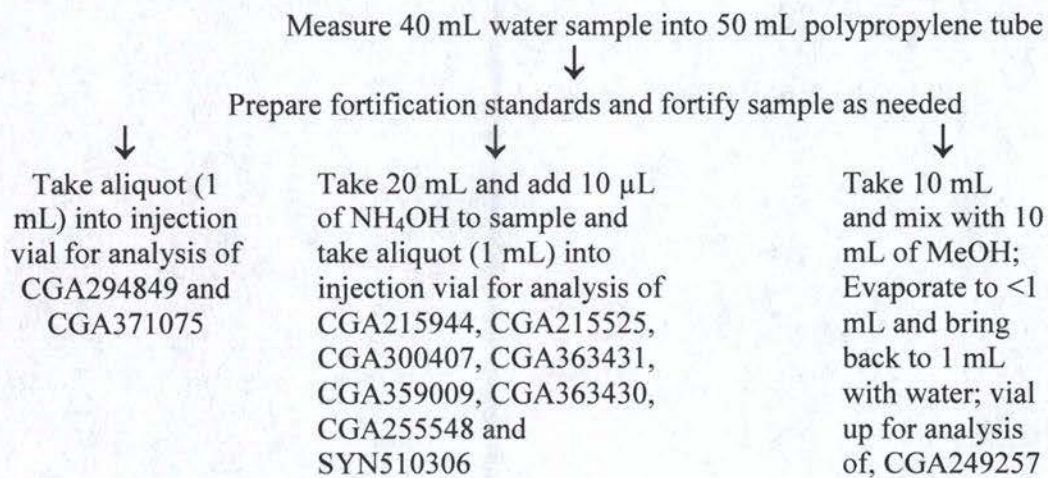 Measure 40 mL water sample into 50 mL polypropylene tube
↓
Prepare fortification standards and fortify sample as needed
↓ ↓ ↓
Take aliquot (1
mL) into injection
vial for analysis of
CGA294849 and
CGA371075
Take 20 mL and add 10 µL
of NH₄OH to sample and
take aliquot (1 mL) into
injection vial for analysis of
CGA215944, CGA215525,
CGA300407, CGA363431,
CGA359009, CGA363430,
CGA255548 and
SYN510306
Take 10 mL
and mix with 10
mL of MeOH;
Evaporate to <1
mL and bring
back to 1 mL
with water; vial
up for analysis
of, CGA249257